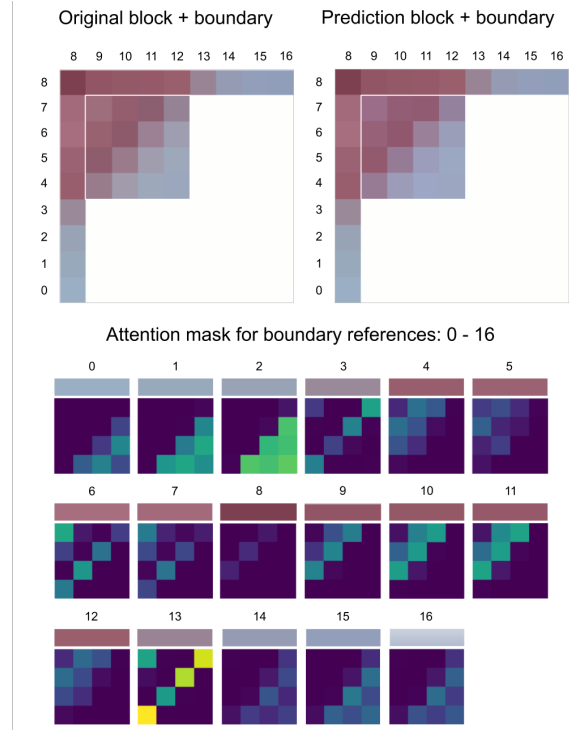 Original block + boundary
Prediction block + boundary
8 9 10 11 12 13 14 15 16
8 9 10 11 12 13 14 15 16
8
7
6
5
4
3
2
1
0
8
7
6
5
4
3
2
1
0
Attention mask for boundary references: 0 - 16
0 1 2 3 4 5
6 7 8 9 10 11
12 13 14 15 16